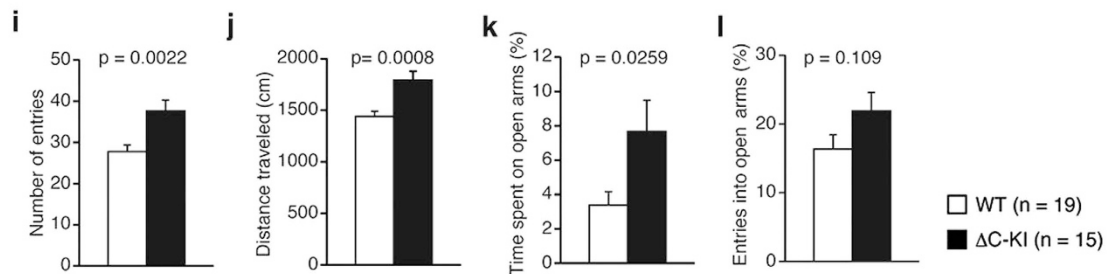 i
p = 0.0022
Number of entries
50
40
30
20
10
0
j
p= 0.0008
Distance traveled (cm)
2000
1500
1000
500
0
k
p = 0.0259
Time spent on open arms (%)
12
10
8
6
4
2
0
l
p = 0.109
Entries into open arms (%)
30
20
10
0
WT (n = 19)
ΔC-KI (n = 15)